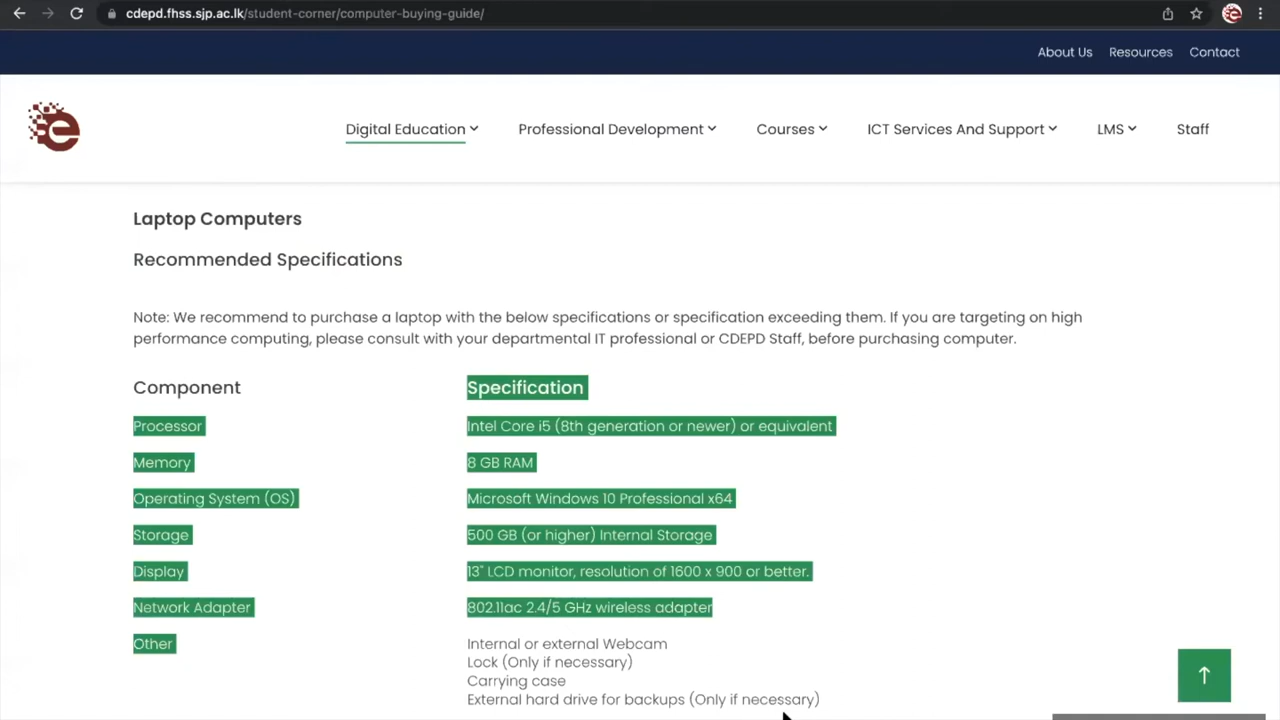 cdepd.fhss.sjp.ac.lk/student-corner/computer-buying-guide/
About Us Resources Contact
e
Digital Education Professional Development Courses ICT Services And Support LMS Staff
Laptop Computers
Recommended Specifications
Note: We recommend to purchase a laptop with the below specifications or specification exceeding them. If you are targeting on high
performance computing, please consult with your departmental IT professional or CDEPD Staff, before purchasing computer.
Component Specification
Processor Intel Core i5 (8th generation or newer) or equivalent
Memory 8 GB RAM
Operating System (OS) Microsoft Windows 10 Professional x64
Storage 500 GB (or higher) Internal Storage
Display 13" LCD monitor, resolution of 1600 x 900 or better.
Network Adapter 802.11ac 2.4/5 GHz wireless adapter
Other Internal or external Webcam
Lock (Only if necessary)
Carrying case
External hard drive for backups (Only if necessary)